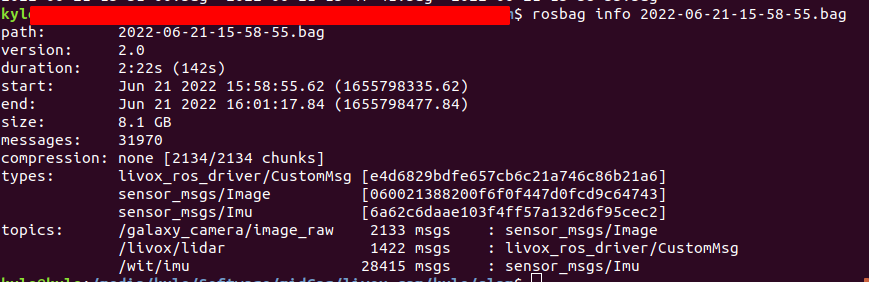 kyl $ rosbag info 2022-06-21-15-58-55.bag
path: 2022-06-21-15-58-55.bag
version: 2.0
duration: 2:22s (142s)
start: Jun 21 2022 15:58:55.62 (1655798335.62)
end: Jun 21 2022 16:01:17.84 (1655798477.84)
size: 8.1 GB
messages: 31970
compression: none [2134/2134 chunks]
types: livox_ros_driver/CustomMsg [e4d6829bdfe657cb6c21a746c86b21a6]
sensor_msgs/Image [060021388200f6f0f447d0fcd9c64743]
sensor_msgs/Imu [6a62c6daae103f4ff57a132d6f95cec2]
topics: /galaxy_camera/image_raw 2133 msgs : sensor_msgs/Image
/livox/lidar 1422 msgs : livox_ros_driver/CustomMsg
/wit/imu 28415 msgs : sensor_msgs/Imu